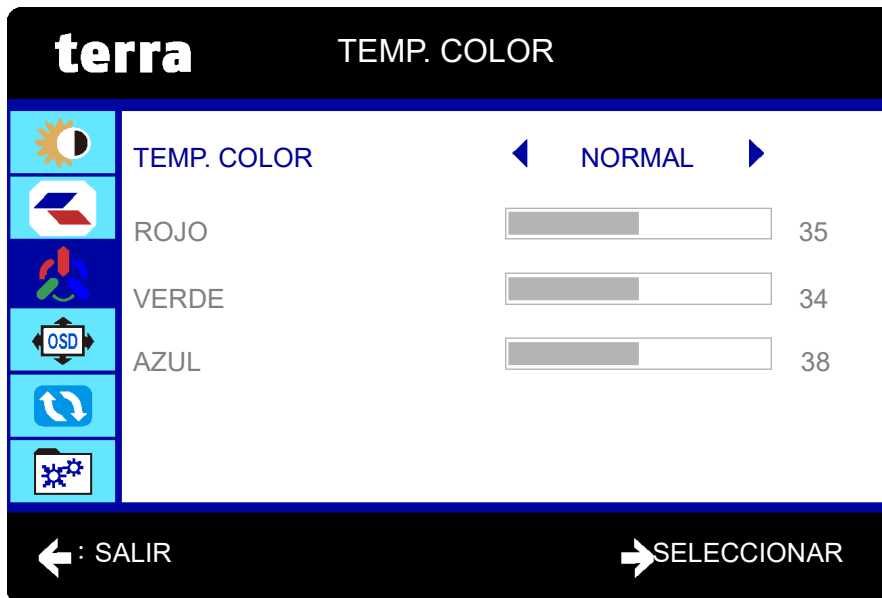 terra TEMP. COLOR
TEMP. COLOR NORMAL
ROJO 35
VERDE 34
OSD
AZUL 38
: SALIR SELECCIONAR